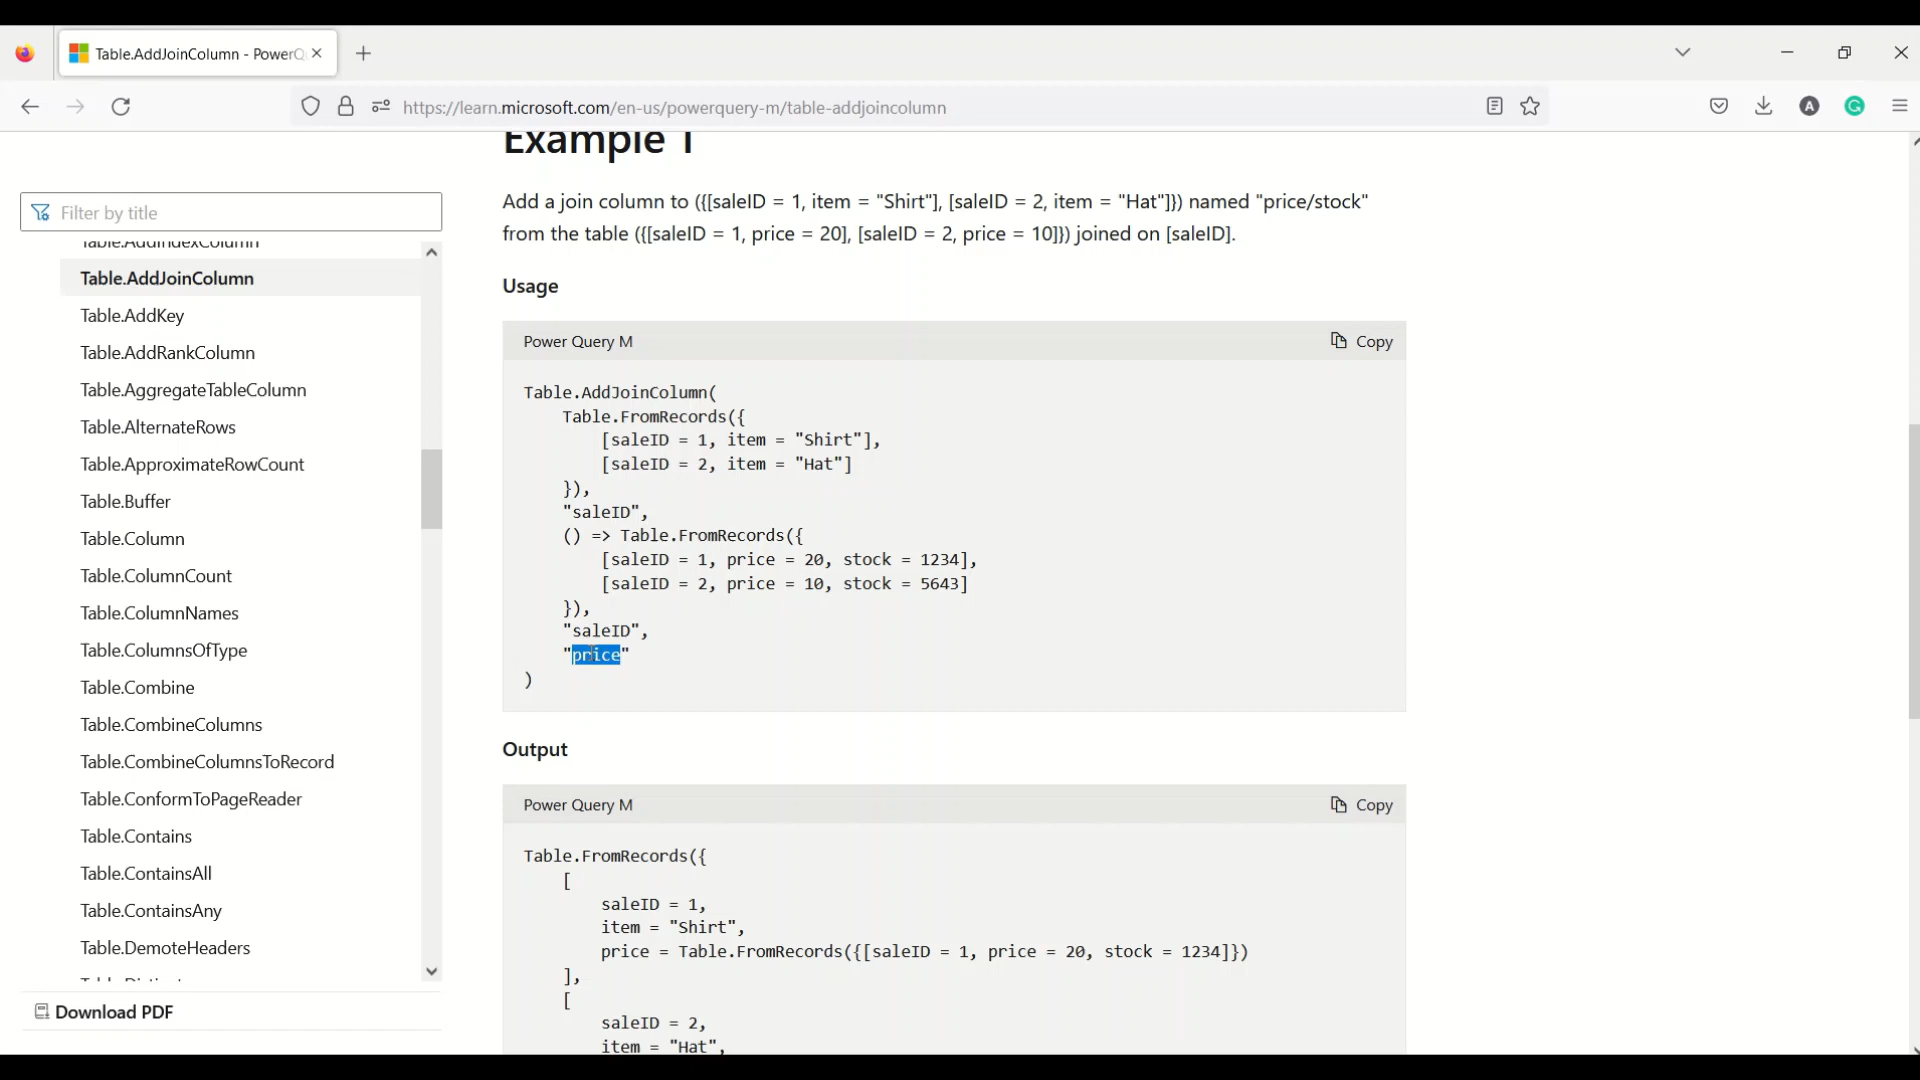 Table.AddJoinColumn - PowerQ
https://learn.microsoft.com/en-us/powerquery-m/table-addjoincolumn
A
Filter by title
Table.AddIndexColumn
Table.AddJoinColumn
Table.AddKey
Table.AddRankColumn
Table.AggregateTableColumn
Table.AlternateRows
Table.ApproximateRowCount
Table.Buffer
Table.Column
Table.ColumnCount
Table.ColumnNames
Table.ColumnsOfType
Table.Combine
Table.CombineColumns
Table.CombineColumnsToRecord
Table.ConformToPageReader
Table.Contains
Table.ContainsAll
Table.ContainsAny
Table.DemoteHeaders
Download PDF
Example 1
Add a join column to ({[saleID = 1, item = "Shirt"], [saleID = 2, item = "Hat"]}) named "price/stock"
from the table ({[saleID = 1, price = 20], [saleID = 2, price = 10]}) joined on [saleID].
Usage
Power Query M
Copy
Table.AddJoinColumn(
    Table.FromRecords({
        [saleID = 1, item = "Shirt"],
        [saleID = 2, item = "Hat"]
    }),
    "saleID",
    () => Table.FromRecords({
        [saleID = 1, price = 20, stock = 1234],
        [saleID = 2, price = 10, stock = 5643]
    }),
    "saleID",
    "price"
)
Output
Power Query M
Copy
Table.FromRecords({
    [
        saleID = 1,
        item = "Shirt",
        price = Table.FromRecords({[saleID = 1, price = 20, stock = 1234]})
    ],
    [
        saleID = 2,
        item = "Hat",